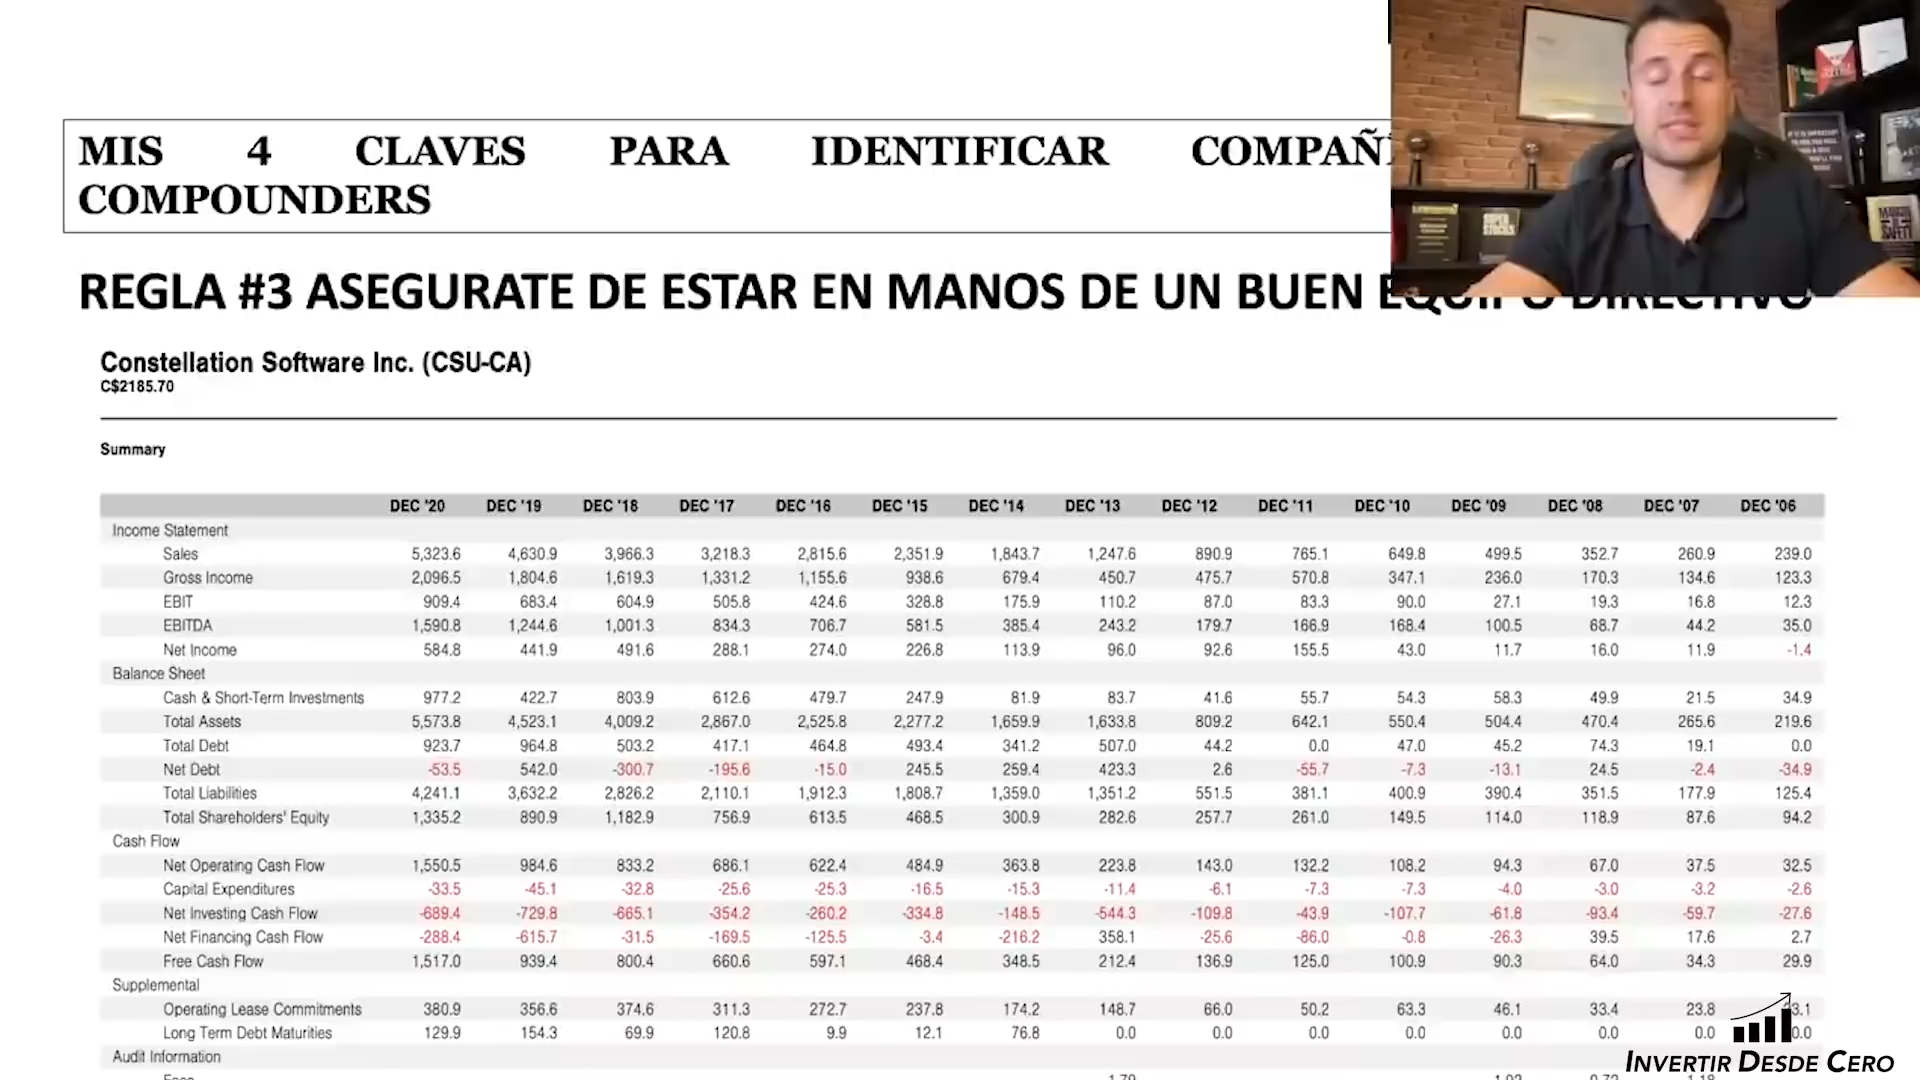 MIS 4 CLAVES PARA IDENTIFICAR
COMPOUNDERS
REGLA #3 ASEGURATE DE ESTAR EN MANOS DE UN BUEN EQUIPO DIRECTIVO
Constellation Software Inc. (CSU-CA)
C$2185.70
Summary
DEC '20 DEC '19 DEC '18 DEC '17 DEC '16 DEC '15 DEC '14 DEC '13 DEC '12 DEC '11 DEC '10 DEC '09 DEC '08 DEC '07 DEC '06
Income Statement
Sales 5,323.6 4,630.9 3,966.3 3,218.3 2,815.6 2,351.9 1,843.7 1,247.6 890.9 765.1 649.8 499.5 352.7 260.9 239.0
Gross Income 2,096.5 1,804.6 1,619.3 1,331.2 1,155.6 938.6 679.4 450.7 475.7 570.8 347.1 236.0 170.3 134.6 123.3
EBIT 909.4 683.4 604.9 505.8 424.6 328.8 175.9 110.2 87.0 83.3 90.0 27.1 19.3 16.8 12.3
EBITDA 1,590.8 1,244.6 1,001.3 834.3 706.7 581.5 385.4 243.2 179.7 166.9 168.4 100.5 68.7 44.2 35.0
Net Income 584.8 441.9 491.6 288.1 274.0 226.8 113.9 96.0 92.6 155.5 43.0 11.7 16.0 11.9 -1.4
Balance Sheet
Cash & Short-Term Investments 977.2 422.7 803.9 612.6 479.7 247.9 81.9 83.7 41.6 55.7 54.3 58.3 49.9 21.5 34.9
Total Assets 5,573.8 4,523.1 4,009.2 2,867.0 2,525.8 2,277.2 1,659.9 1,633.8 809.2 642.1 550.4 504.4 470.4 265.6 219.6
Total Debt 923.7 964.8 503.2 417.1 464.8 493.4 341.2 507.0 44.2 0.0 47.0 45.2 74.3 19.1 0.0
Net Debt -53.5 542.0 -300.7 -195.6 -15.0 245.5 259.4 423.3 2.6 -55.7 -7.3 -13.1 24.5 -2.4 -34.9
Total Liabilities 4,241.1 3,632.2 2,826.2 2,110.1 1,912.3 1,808.7 1,359.0 1,351.2 551.5 381.1 400.9 390.4 351.5 177.9 125.4
Total Shareholders' Equity 1,335.2 890.9 1,182.9 756.9 613.5 468.5 300.9 282.6 257.7 261.0 149.5 114.0 118.9 87.6 94.2
Cash Flow
Net Operating Cash Flow 1,550.5 984.6 833.2 686.1 622.4 484.9 363.8 223.8 143.0 132.2 108.2 94.3 67.0 37.5 32.5
Capital Expenditures -33.5 -45.1 -32.8 -25.6 -25.3 -16.5 -15.3 -11.4 -6.1 -7.3 -7.3 -4.0 -3.0 -3.2 -2.6
Net Investing Cash Flow -689.4 -729.8 -665.1 -354.2 -260.2 -334.8 -148.5 -544.3 -109.8 -43.9 -107.7 -61.8 -93.4 -59.7 -27.6
Net Financing Cash Flow -288.4 -615.7 -31.5 -169.5 -125.5 -3.4 -216.2 358.1 -25.6 -86.0 -0.8 -26.3 39.5 17.6 2.7
Free Cash Flow 1,517.0 939.4 800.4 660.6 597.1 468.4 348.5 212.4 136.9 125.0 100.9 90.3 64.0 34.3 29.9
Supplemental
Operating Lease Commitments 380.9 356.6 374.6 311.3 272.7 237.8 174.2 148.7 66.0 50.2 63.3 46.1 33.4 23.8
Long Term Debt Maturities 129.9 154.3 69.9 120.8 9.9 12.1 76.8 0.0 0.0 0.0 0.0 0.0 0.0 0.0 0.0
Audit Information
SUPER STOCKS
MARGIN OF SAFETY
INVERTIR DESDE CERO